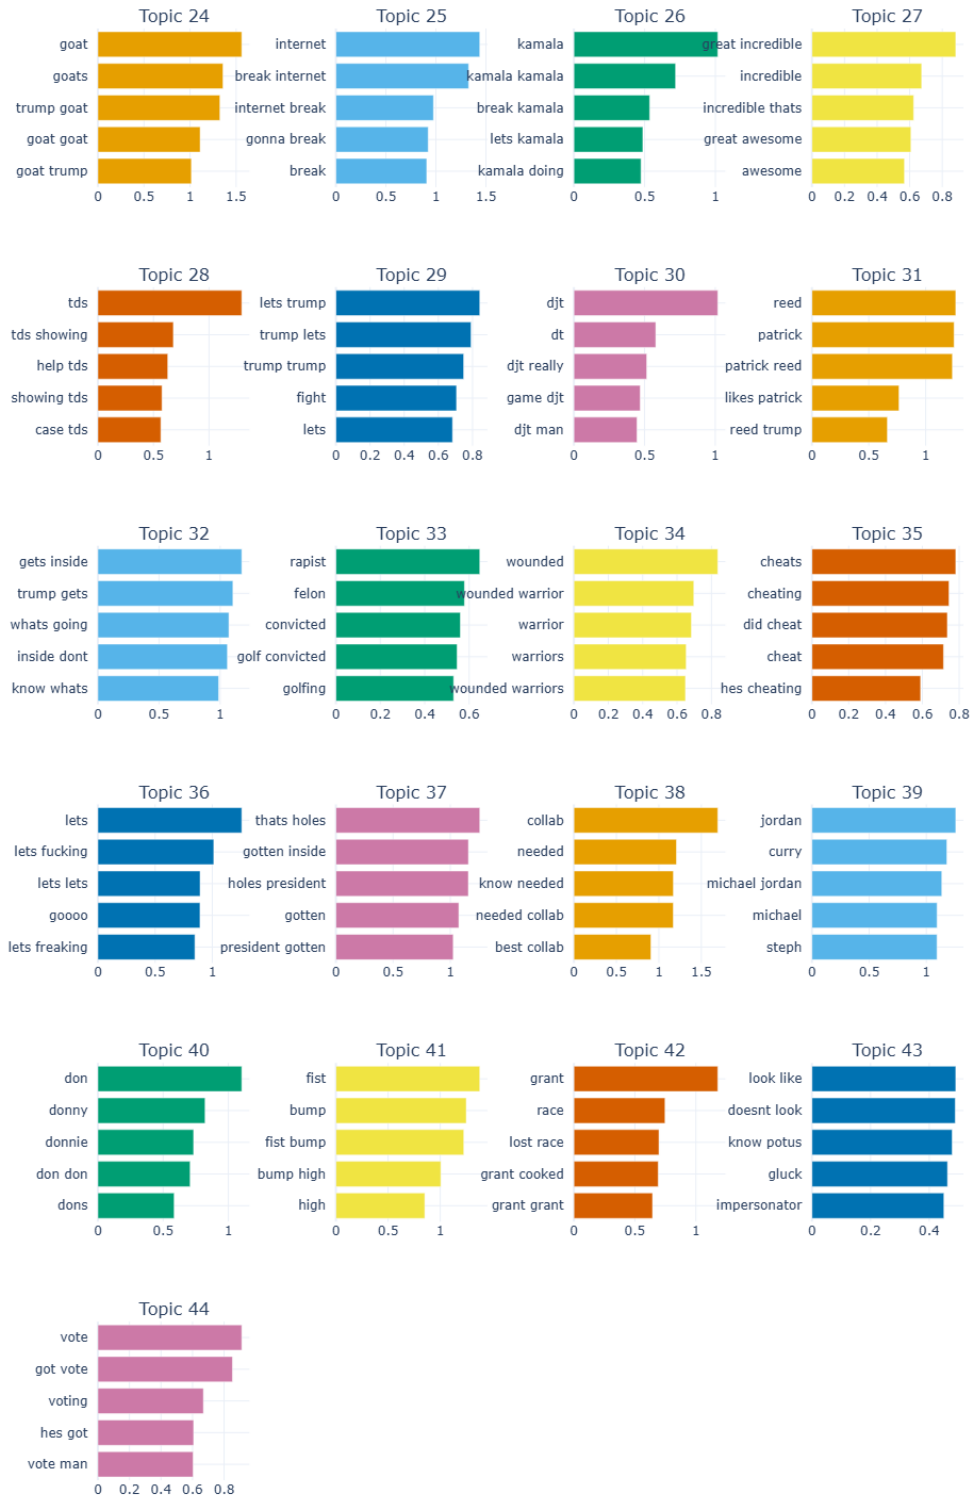 Topic 24
goat
goats
trump goat
goat goat
goat trump
0 0.5 1 1.5
Topic 25
internet
break internet
internet break
gonna break
break
0 0.5 1 1.5
Topic 26
kamala
kamala kamala
break kamala
lets kamala
kamala doing
0 0.5 1
Topic 27
great incredible
incredible
incredible thats
great awesome
awesome
0 0.2 0.4 0.6 0.8
Topic 28
tds
tds showing
help tds
showing tds
case tds
0 0.5 1
Topic 29
lets trump
trump lets
trump trump
fight
lets
0 0.2 0.4 0.6 0.8
Topic 30
djt
dt
djt really
game djt
djt man
0 0.5 1
Topic 31
reed
patrick
patrick reed
likes patrick
reed trump
0 0.5 1
Topic 32
gets inside
trump gets
whats going
inside dont
know whats
0 0.5 1
Topic 33
rapist
felon
convicted
golf convicted
golfing
0 0.2 0.4 0.6
Topic 34
wounded
wounded warrior
warrior
warriors
wounded warriors
0 0.2 0.4 0.6 0.8
Topic 35
cheats
cheating
did cheat
cheat
hes cheating
0 0.2 0.4 0.6 0.8
Topic 36
lets
lets fucking
lets lets
goooo
lets freaking
0 0.5 1
Topic 37
thats holes
gotten inside
holes president
gotten
president gotten
0 0.5 1
Topic 38
collab
needed
know needed
needed collab
best collab
0 0.5 1 1.5
Topic 39
jordan
curry
michael jordan
michael
steph
0 0.5 1
Topic 40
don
donny
donnie
don don
dons
0 0.5 1
Topic 41
fist
bump
fist bump
bump high
high
0 0.5 1
Topic 42
grant
race
lost race
grant cooked
grant grant
0 0.5 1
Topic 43
look like
doesnt look
know potus
gluck
impersonator
0 0.2 0.4
Topic 44
vote
got vote
voting
hes got
vote man
0 0.2 0.4 0.6 0.8